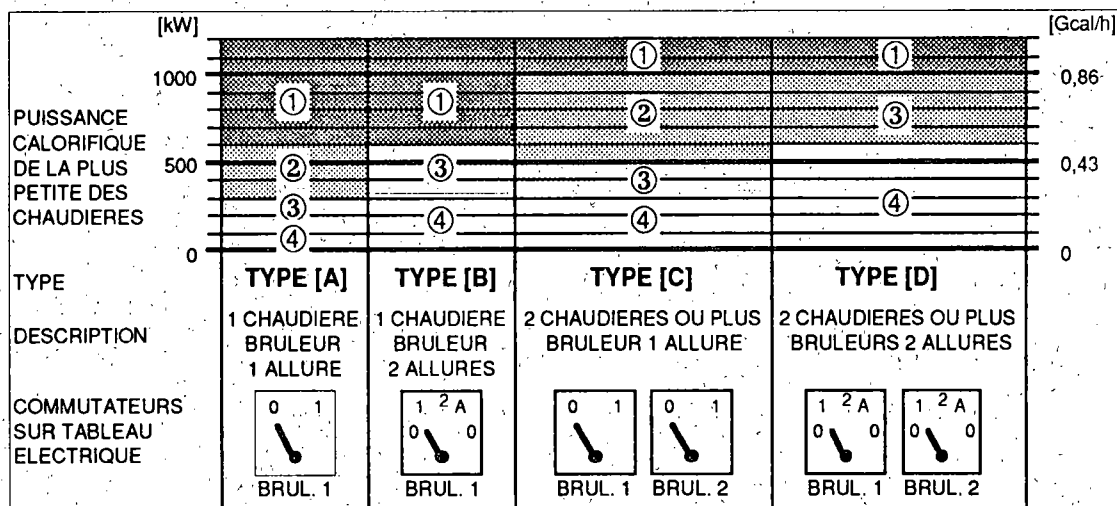 [kW] [Gcal/h]
① ①
1000 0,86
① ①
② ③
PUISSANCE
CALORIFIQUE
DE LA PLUS 500 ② ③ 0,43
PETITE DES ③
CHAUDIERES ③ ④
④ ④ ④
0 0
TYPE TYPE [A] TYPE [B] TYPE [C] TYPE [D]
DESCRIPTION
1 CHAUDIERE
BRULEUR
1 ALLURE
1 CHAUDIERE
BRULEUR
2 ALLURES
2 CHAUDIERES OU PLUS
BRULEUR 1 ALLURE
2 CHAUDIERES OU PLUS
BRULEURS 2 ALLURES
COMMUTATEURS
SUR TABLEAU
ELECTRIQUE
0 1
BRUL. 1
1 2 A
0 0
BRUL. 1
0 1
BRUL. 1
0 1
BRUL. 2
1 2 A
0 0
BRUL. 1
1 2 A
0 0
BRUL. 2